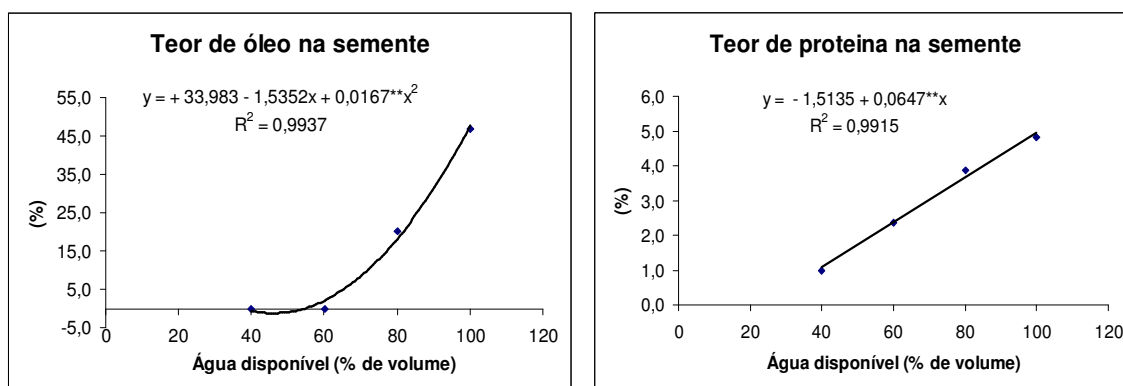 Teor de óleo na semente
y = + 33,983 - 1,5352x + 0,0167**x²
R² = 0,9937
55,0
45,0
35,0
25,0
15,0
5,0
-5,0
(%)
0 20 40 60 80 100 120
Água disponível (% de volume)
Teor de proteina na semente
y = - 1,5135 + 0,0647**x
R² = 0,9915
6,0
5,0
4,0
3,0
2,0
1,0
0,0
(%)
0 20 40 60 80 100 120
Água disponível (% de volume)